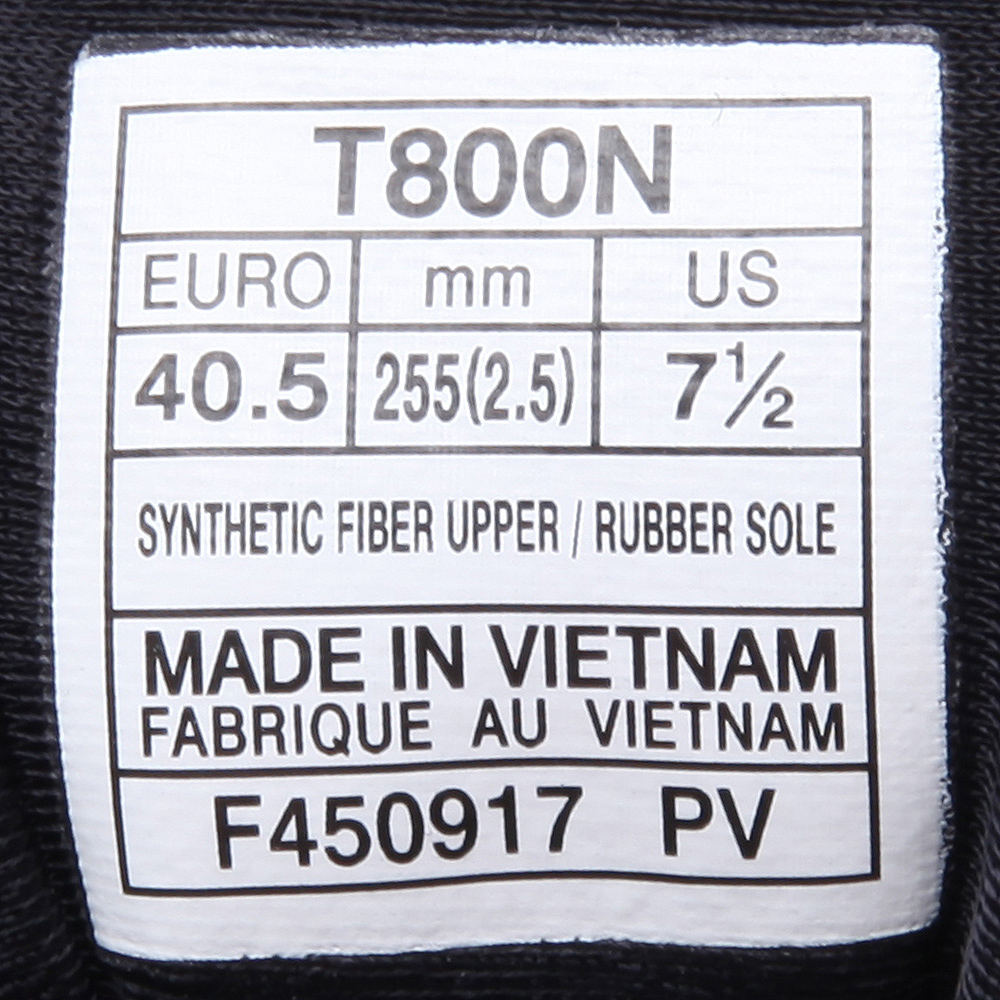 T800N
EURO mm US
40.5 255(2.5) 7½
SYNTHETIC FIBER UPPER / RUBBER SOLE
MADE IN VIETNAM
FABRIQUE AU VIETNAM
F450917 PV